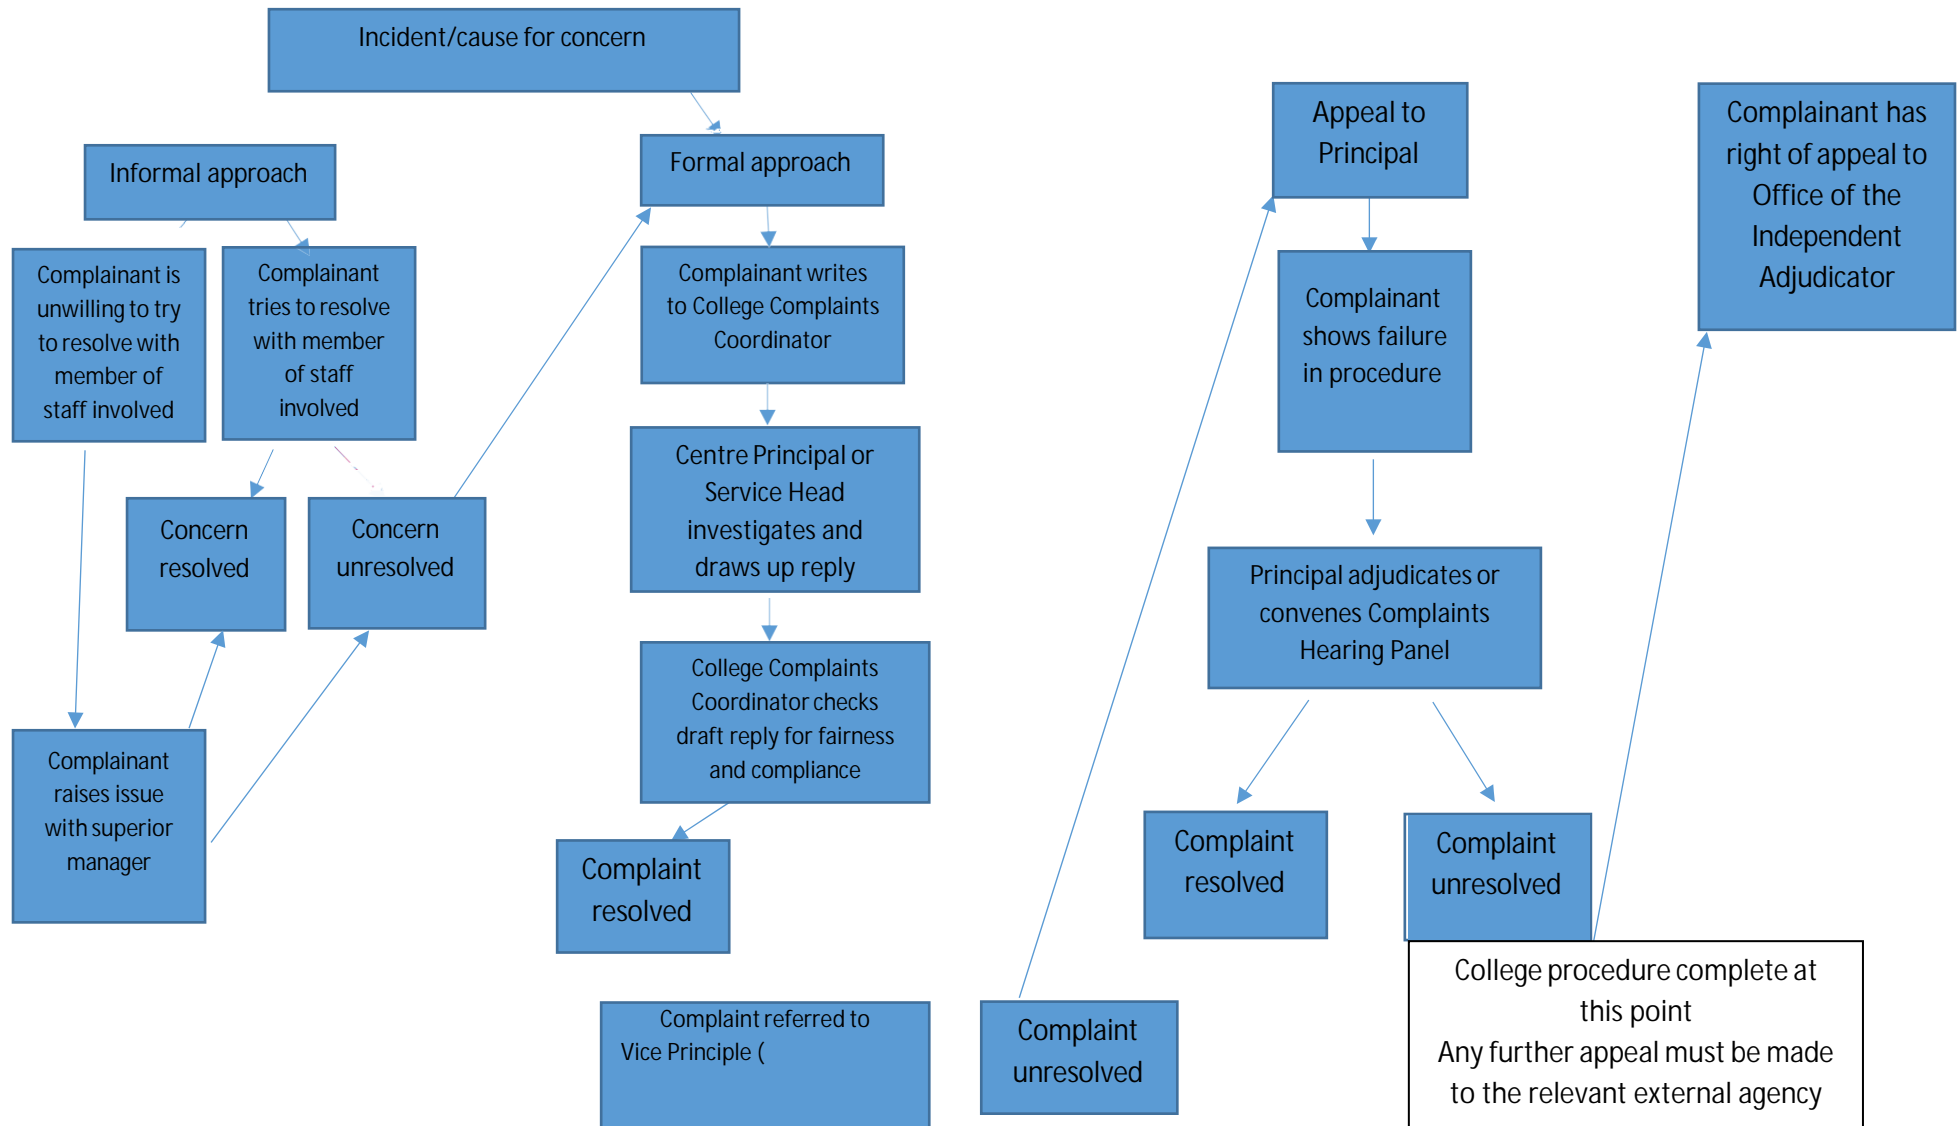 Incident/cause for concern
Informal approach
Complainant is
unwilling to try
to resolve with
member of
staff involved
Complainant
tries to resolve
with member
of staff
involved
Concern
resolved
Concern
unresolved
Complainant
raises issue
with superior
manager
Formal approach
Complainant writes
to College Complaints
Coordinator
Centre Principal or
Service Head
investigates and
draws up reply
College Complaints
Coordinator checks
draft reply for fairness
and compliance
Complaint
resolved
Complaint referred to
Vice Principle (
Complaint
unresolved
Appeal to
Principal
Complainant
shows failure
in procedure
Principal adjudicates or
convenes Complaints
Hearing Panel
Complaint
resolved
Complaint
unresolved
College procedure complete at
this point
Any further appeal must be made
to the relevant external agency
Complainant has
right of appeal to
Office of the
Independent
Adjudicator